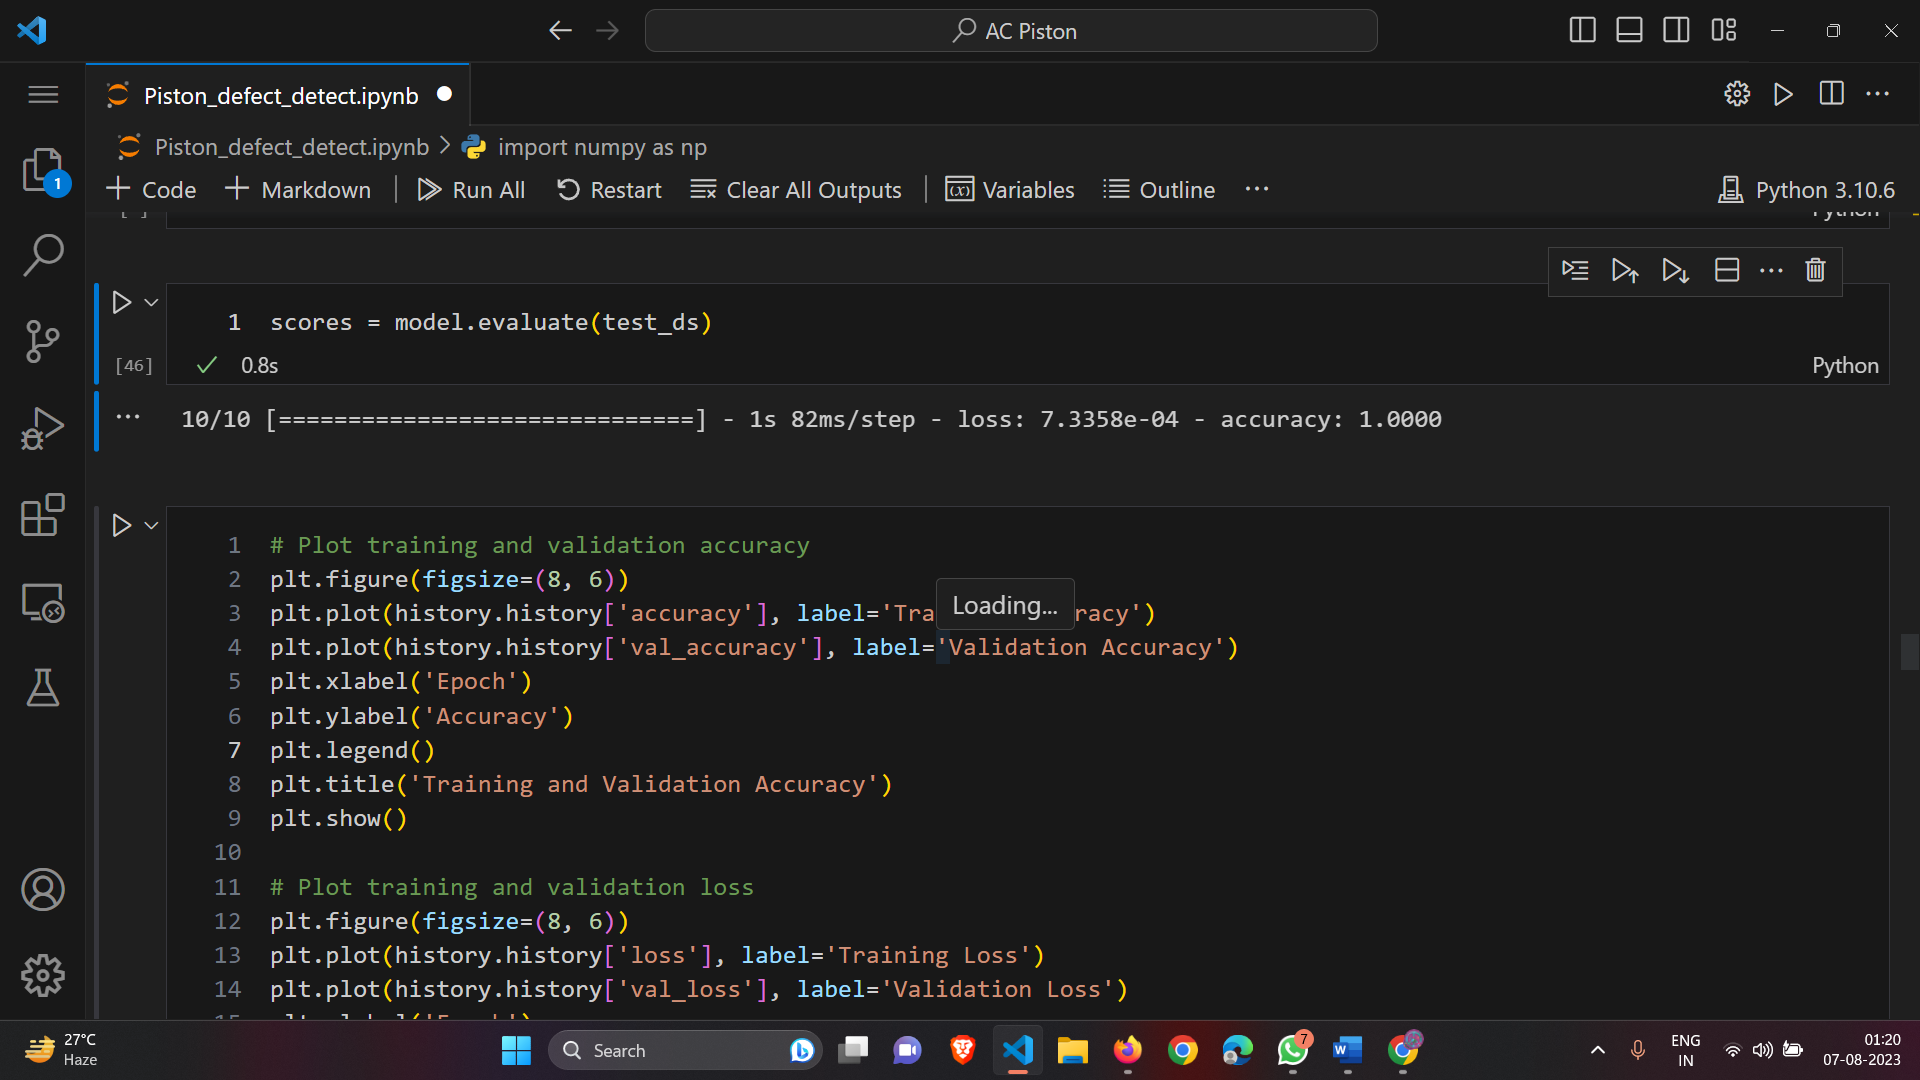 AC Piston
Piston_defect_detect.ipynb
Piston_defect_detect.ipynb > import numpy as np
+ Code + Markdown | Run All Restart Clear All Outputs | Variables Outline ... Python 3.10.6
1
1 scores = model.evaluate(test_ds)
[46] 0.8s Python
10/10 [==============================] - 1s 82ms/step - loss: 7.3358e-04 - accuracy: 1.0000
1 # Plot training and validation accuracy
2 plt.figure(figsize=(8, 6))
Loading...
3 plt.plot(history.history['accuracy'], label='Tra racy')
4 plt.plot(history.history['val_accuracy'], label='Validation Accuracy')
5 plt.xlabel('Epoch')
6 plt.ylabel('Accuracy')
7 plt.legend()
8 plt.title('Training and Validation Accuracy')
9 plt.show()
10
11 # Plot training and validation loss
12 plt.figure(figsize=(8, 6))
13 plt.plot(history.history['loss'], label='Training Loss')
14 plt.plot(history.history['val_loss'], label='Validation Loss')
27°C
Haze
Search
7
ENG
IN
01:20
07-08-2023